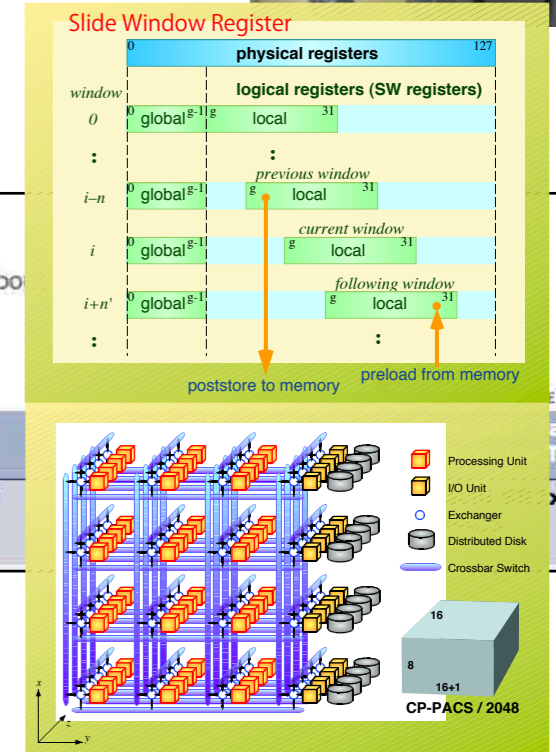 Slide Window Register
0 physical registers 127
window logical registers (SW registers)
0 0 global g-1 g local 31
: :
previous window
i–n 0 global g-1 g local 31
current window
i 0 global g-1 g local 31
following window
i+n' 0 global g-1 g local 31
: :
poststore to memory preload from memory
Processing Unit
I/O Unit
Exchanger
Distributed Disk
Crossbar Switch
16
8
16+1
CP-PACS / 2048
x
z
y